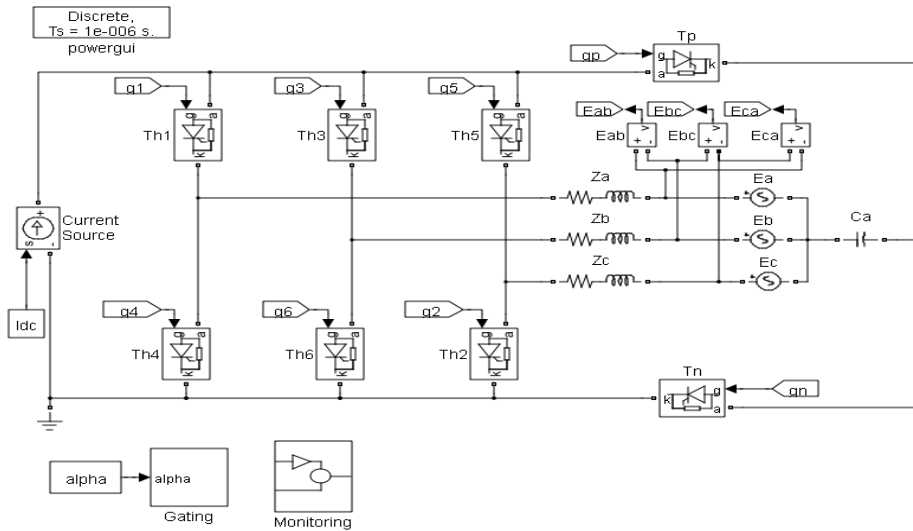 Discrete,
Ts = 1e-006 s.
powergui
Tp
gp
g
k
a
g1
g3
g5
Eab
Ebc
Eca
g
a
Th1
k
g
a
Th3
k
g
a
Th5
k
Eab
+
-
v
Ebc
+
-
v
Eca
+
-
v
Za
Ea
Current
Source
+
s
-
Zb
Eb
Ca
Zc
Ec
Idc
g4
g6
g2
g
a
Th4
k
g
a
Th6
k
g
a
Th2
k
Tn
k
g
a
gn
alpha
alpha
Gating
Monitoring